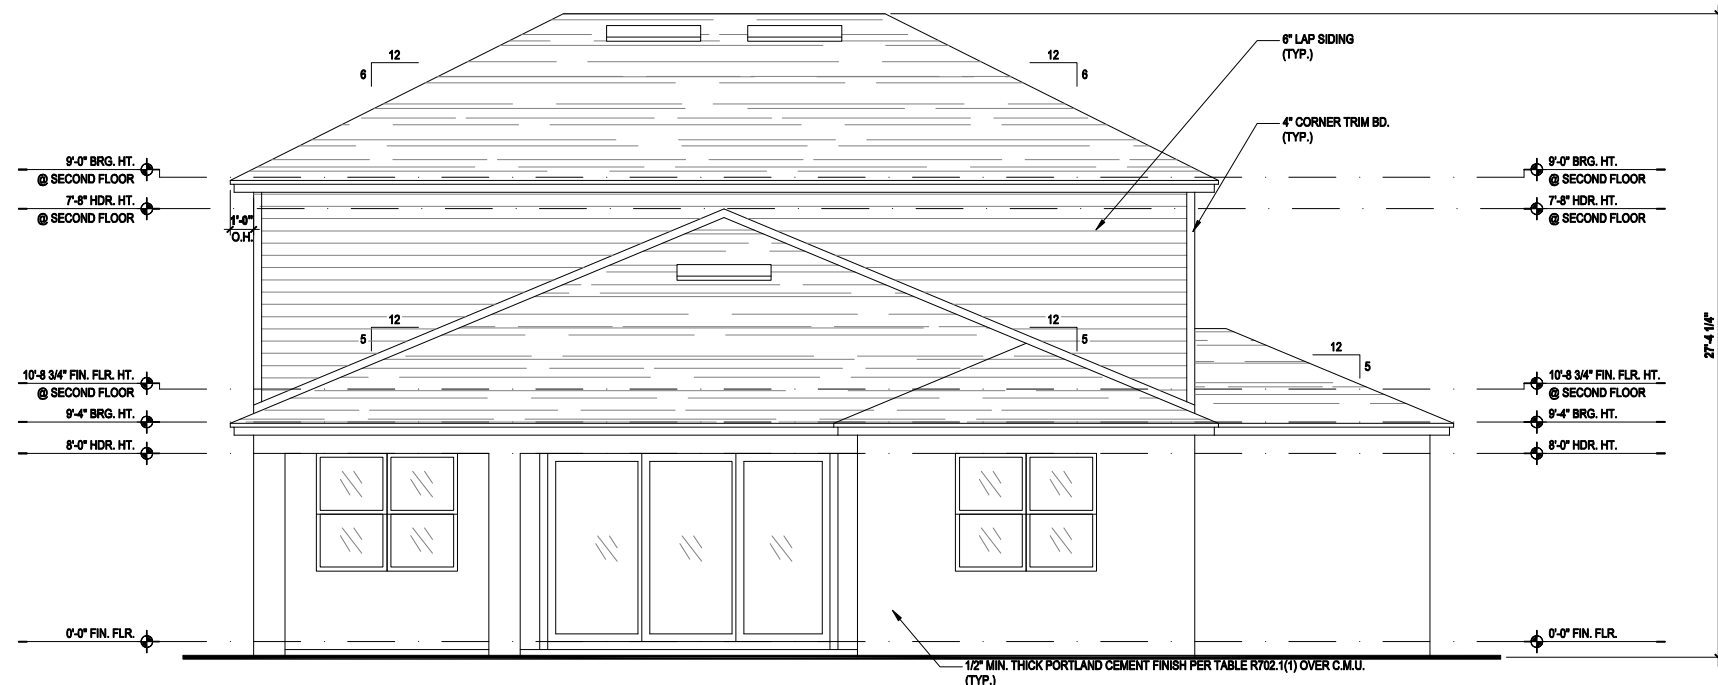 12
6
12
6
6" LAP SIDING
(TYP.)
4" CORNER TRIM BD.
(TYP.)
9'-0" BRG. HT.
@ SECOND FLOOR
7'-8" HDR. HT.
@ SECOND FLOOR
9'-0" BRG. HT.
@ SECOND FLOOR
7'-8" HDR. HT.
@ SECOND FLOOR
1'-0"
O.H.
12
5
12
5
12
5
27'-4 1/4"
10'-8 3/4" FIN. FLR. HT.
@ SECOND FLOOR
9'-4" BRG. HT.
8'-0" HDR. HT.
10'-8 3/4" FIN. FLR. HT.
@ SECOND FLOOR
9'-4" BRG. HT.
8'-0" HDR. HT.
0'-0" FIN. FLR.
0'-0" FIN. FLR.
1/2" MIN. THICK PORTLAND CEMENT FINISH PER TABLE R702.1(1) OVER C.M.U.
(TYP.)